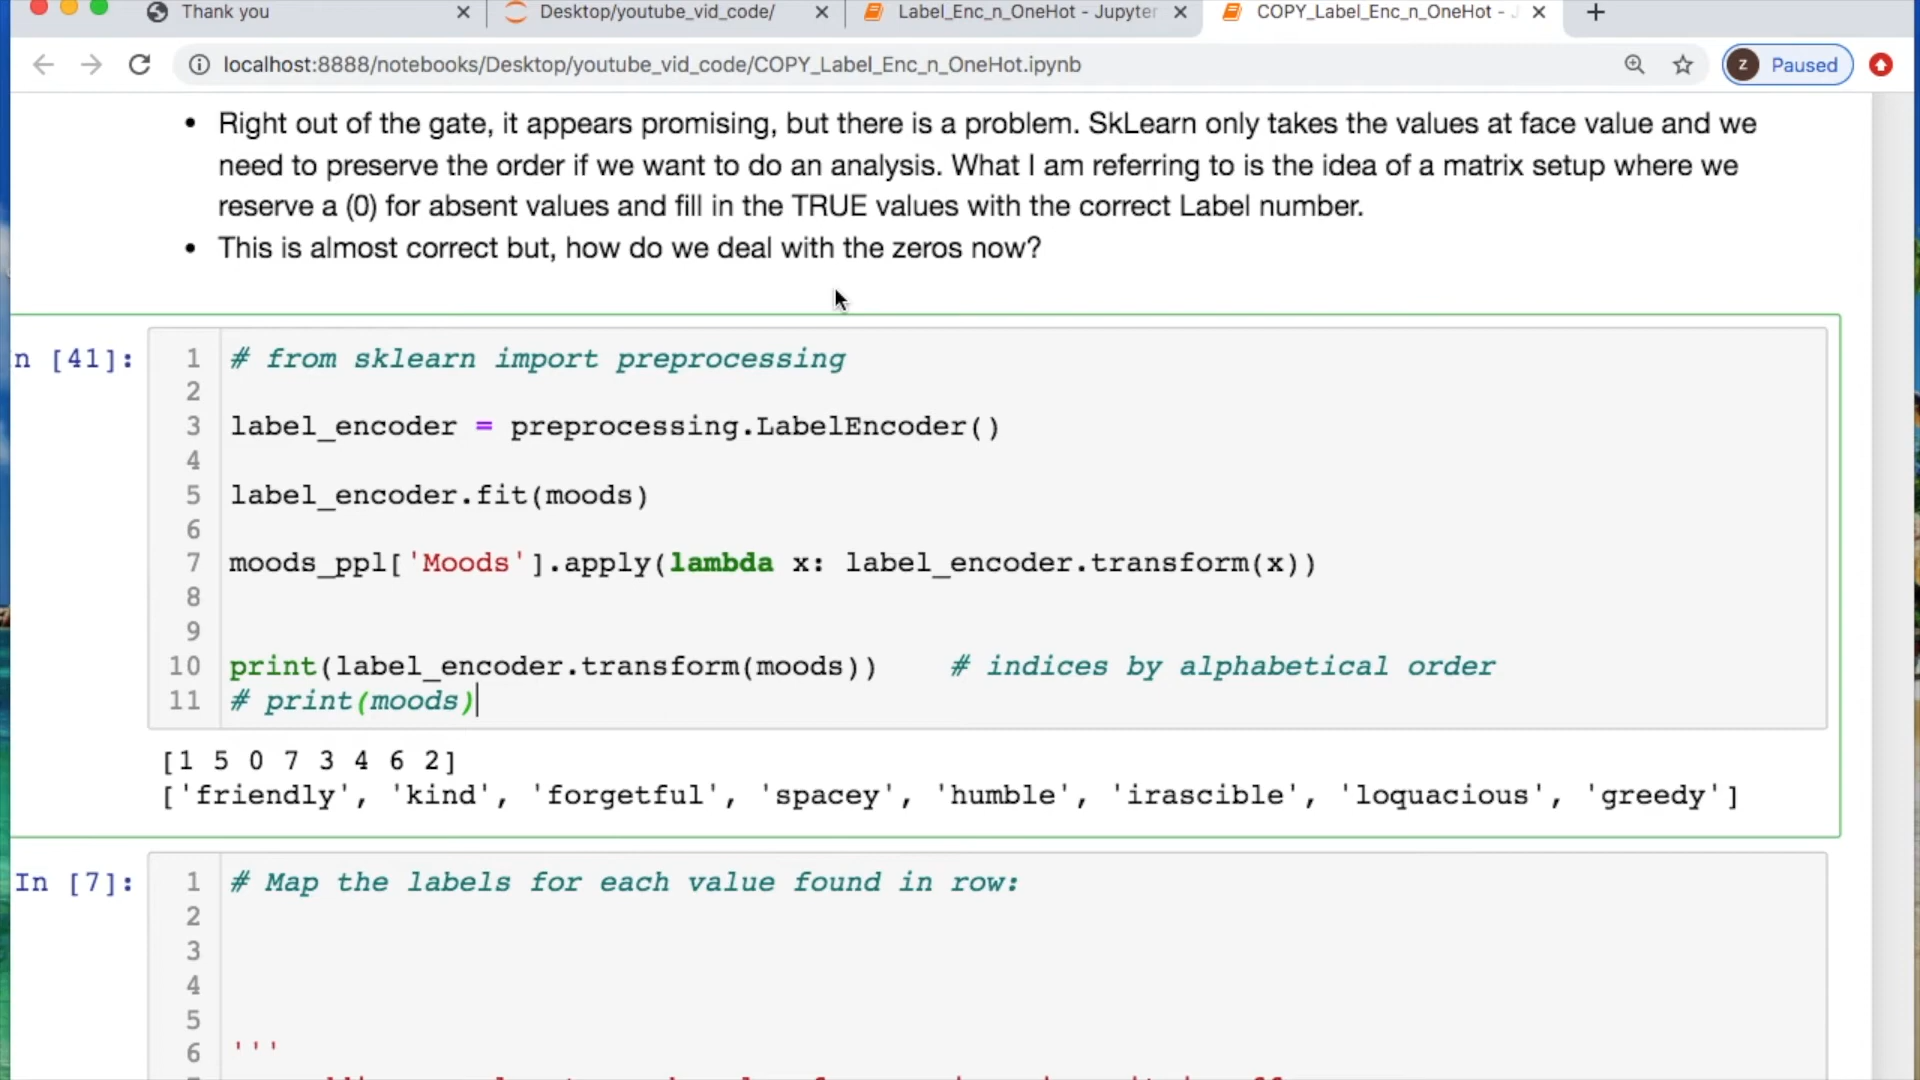 Thank you
Desktop/youtube_vid_code/
Label_Enc_n_OneHot - Jupyter
COPY_Label_Enc_n_OneHot -
localhost:8888/notebooks/Desktop/youtube_vid_code/COPY_Label_Enc_n_OneHot.ipynb
z Paused
• Right out of the gate, it appears promising, but there is a problem. SkLearn only takes the values at face value and we
need to preserve the order if we want to do an analysis. What I am referring to is the idea of a matrix setup where we
reserve a (0) for absent values and fill in the TRUE values with the correct Label number.
• This is almost correct but, how do we deal with the zeros now?
n [41]:
1 # from sklearn import preprocessing
2
3 label_encoder = preprocessing.LabelEncoder()
4
5 label_encoder.fit(moods)
6
7 moods_ppl['Moods'].apply(lambda x: label_encoder.transform(x))
8
9
10 print(label_encoder.transform(moods)) # indices by alphabetical order
11 # print(moods)
[1 5 0 7 3 4 6 2]
['friendly', 'kind', 'forgetful', 'spacey', 'humble', 'irascible', 'loquacious', 'greedy']
In [7]:
1 # Map the labels for each value found in row:
2
3
4
5
6 '''